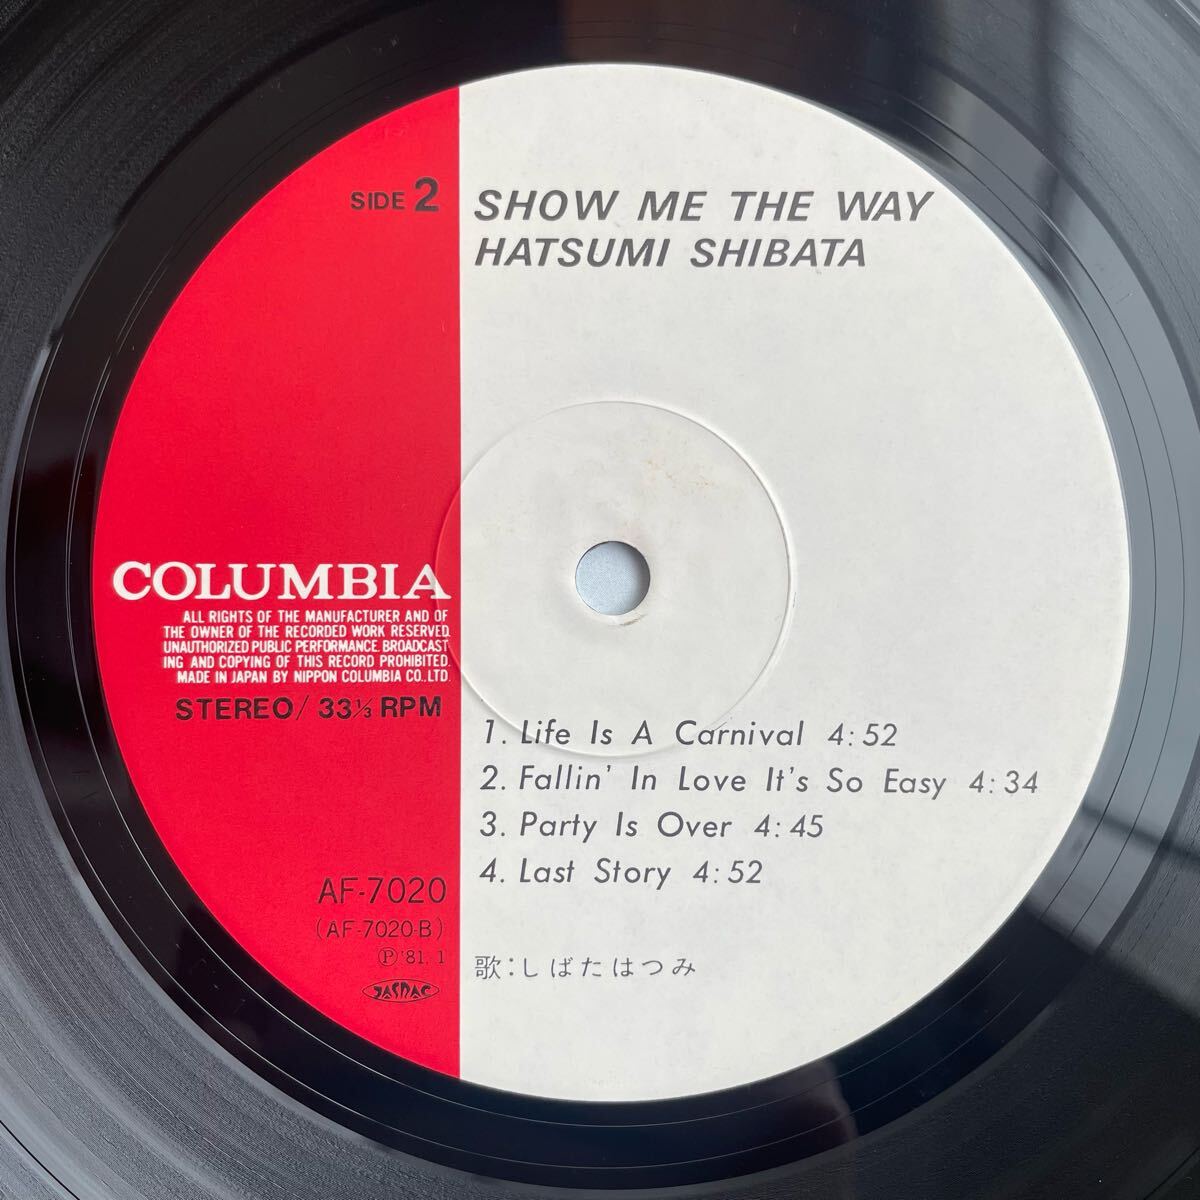 SIDE 2
SHOW ME THE WAY
HATSUMI SHIBATA
COLUMBIA
ALL RIGHTS OF THE MANUFACTURER AND OF
THE OWNER OF THE RECORDED WORK RESERVED.
UNAUTHORIZED PUBLIC PERFORMANCE. BROADCAST
ING AND COPYING OF THIS RECORD PROHIBITED.
MADE IN JAPAN BY NIPPON COLUMBIA CO., LTD.
STEREO/ 33⅓ RPM
1. Life Is A Carnival 4:52
2. Fallin' In Love It's So Easy 4:34
3. Party Is Over 4:45
4. Last Story 4:52
AF-7020
(AF-7020-B)
Ⓟ'81. 1
JASRAC
歌:しばたはつみ